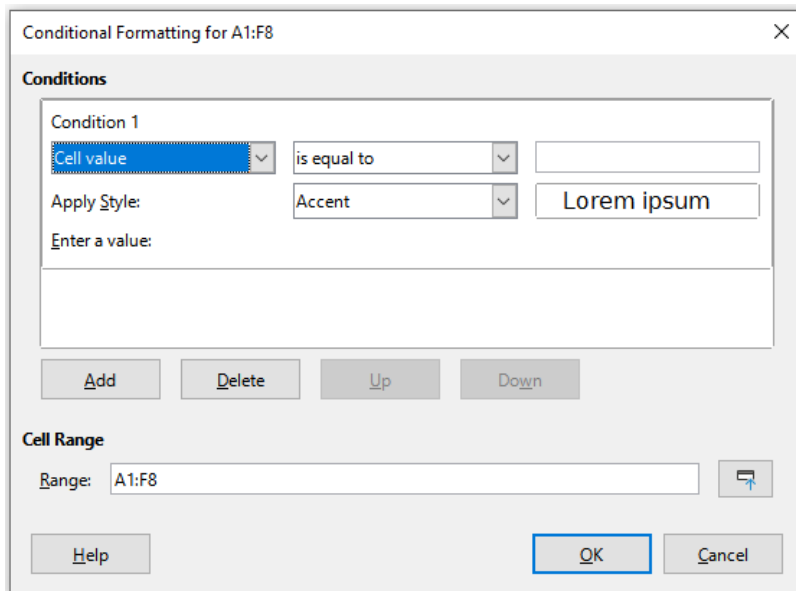 Conditional Formatting for A1:F8
Conditions
Condition 1
Cell value is equal to
Apply Style: Accent Lorem ipsum
Enter a value:
Add Delete Up Down
Cell Range
Range: A1:F8
Help OK Cancel